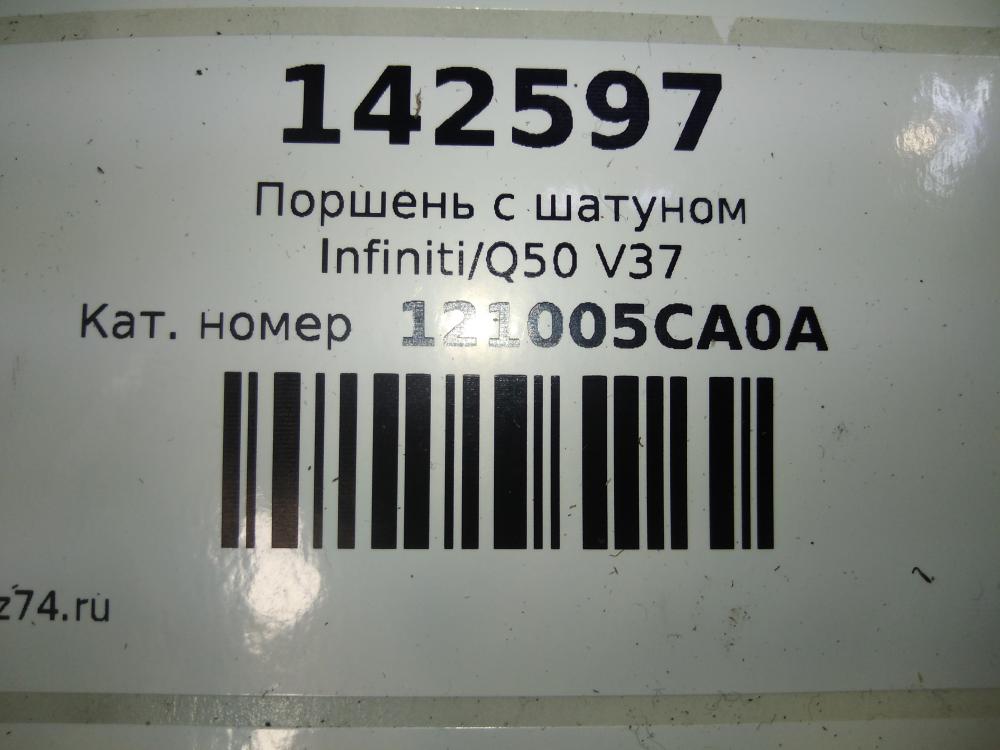 142597
Поршень с шатуном
Infiniti/Q50 V37
Кат. номер 121005CA0A
z74.ru